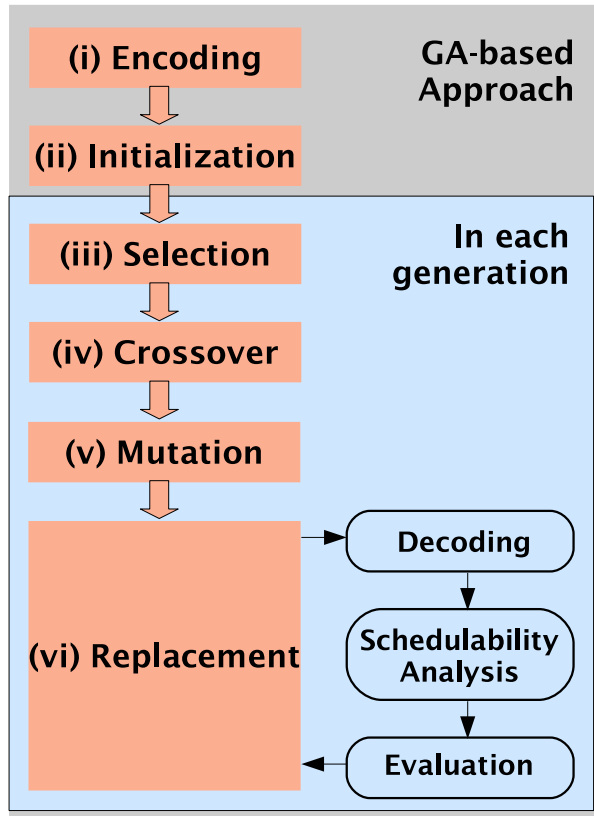 (i) Encoding
GA-based
Approach
(ii) Initialization
(iii) Selection
In each
generation
(iv) Crossover
(v) Mutation
(vi) Replacement
Decoding
Schedulability
Analysis
Evaluation